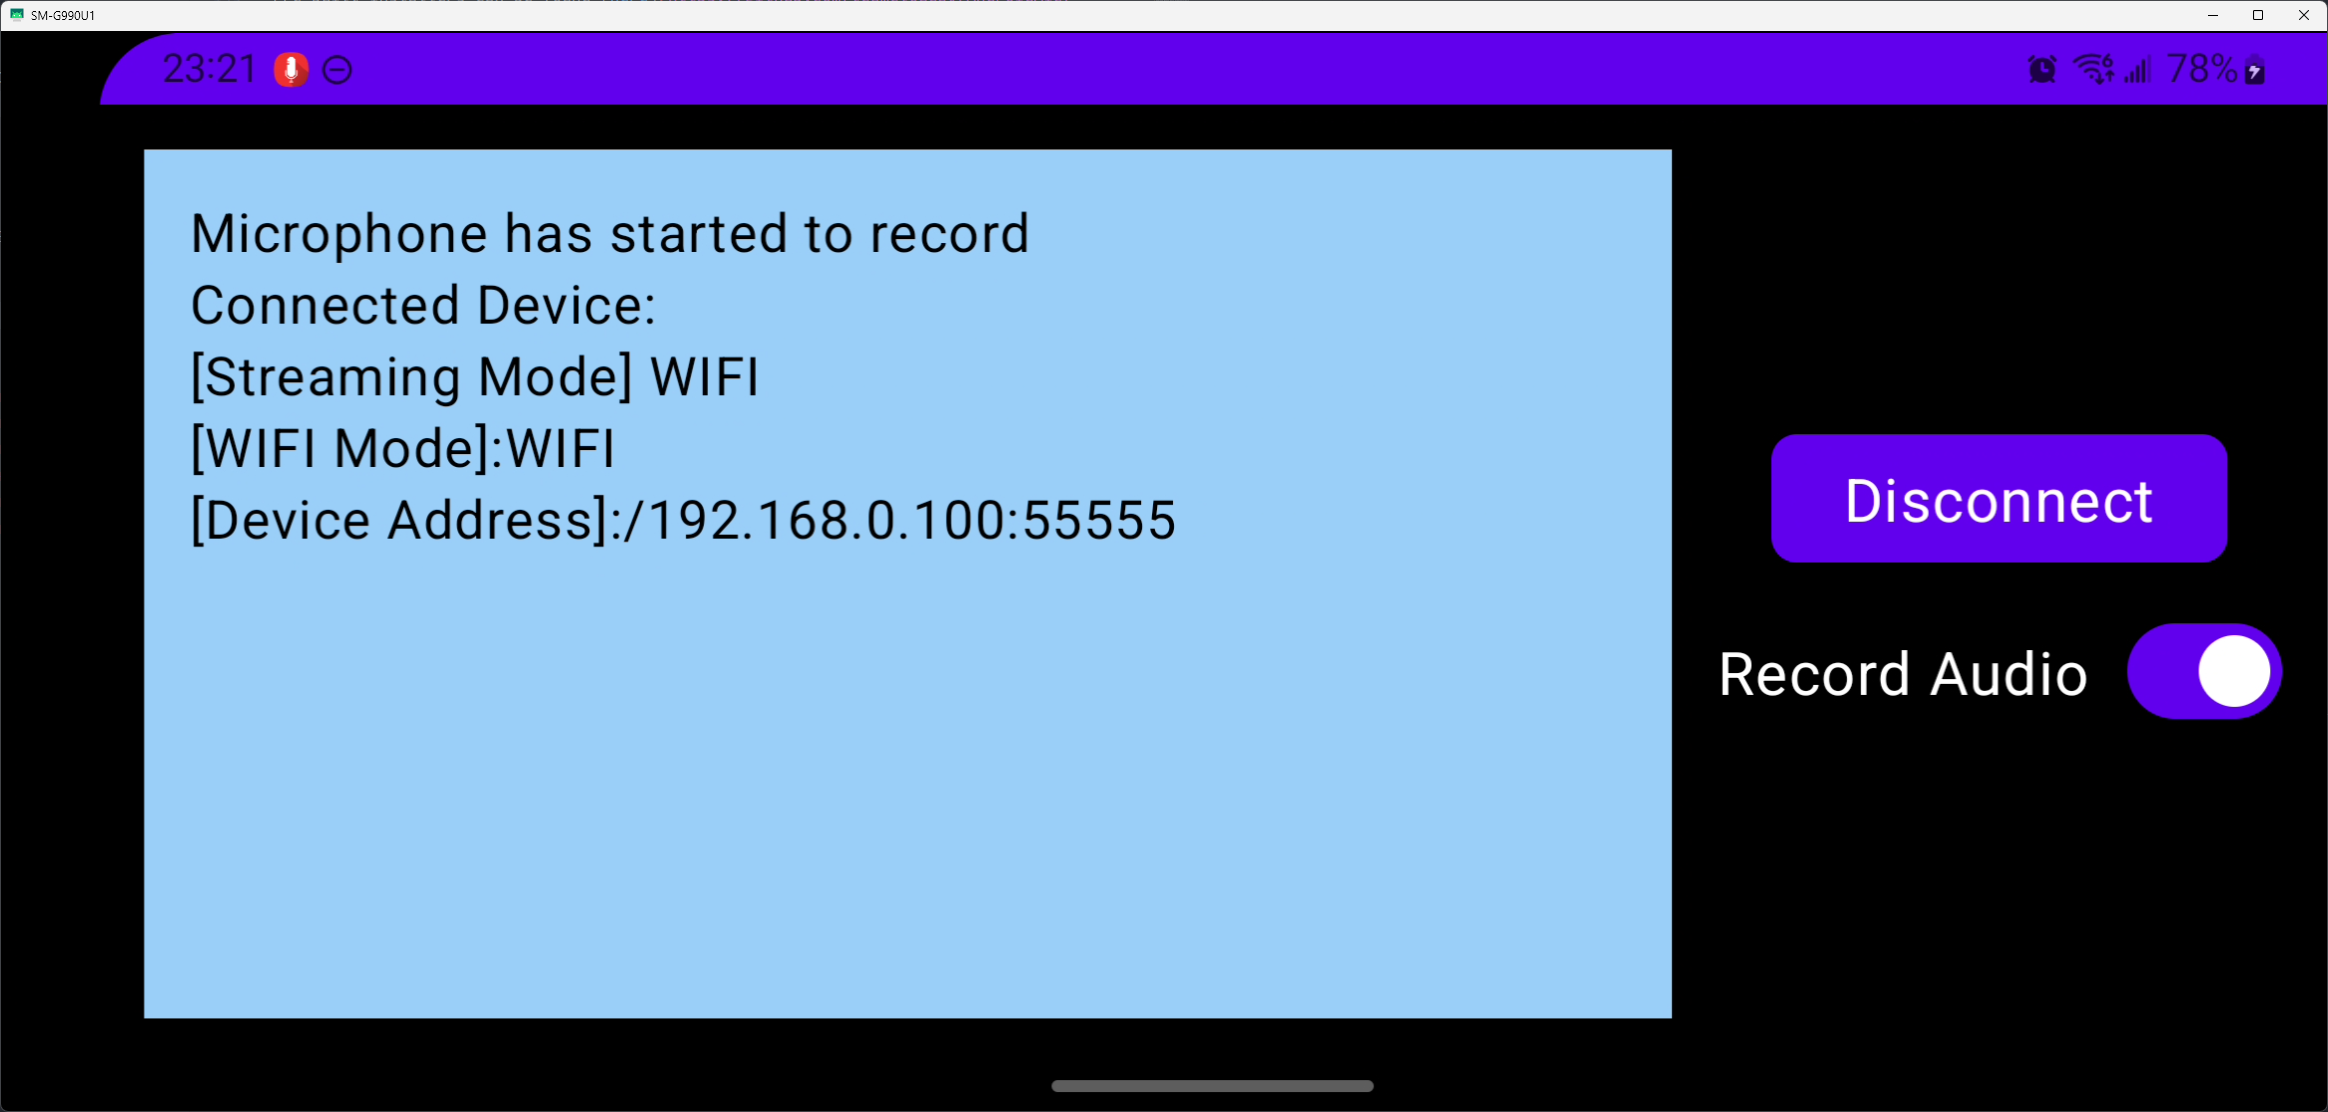 SM-G990U1
23:21
6
78%
Microphone has started to record
Connected Device:
[Streaming Mode] WIFI
[WIFI Mode]:WIFI
[Device Address]:/192.168.0.100:55555
Disconnect
Record Audio